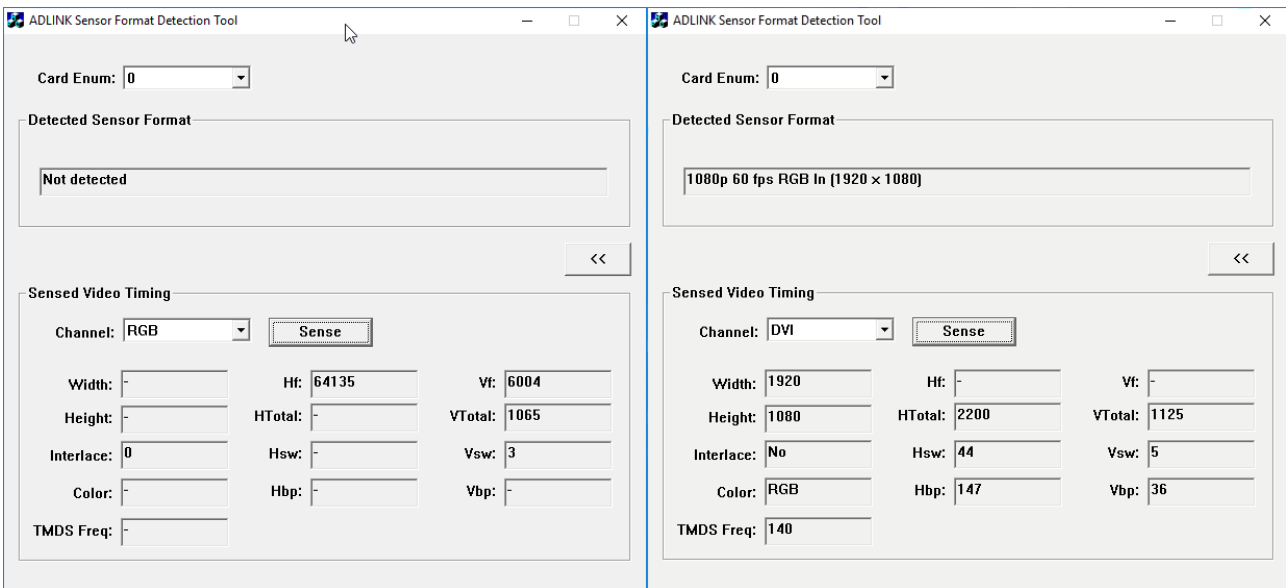 ADLINK Sensor Format Detection Tool
Card Enum: 0
Detected Sensor Format
Not detected
<<
Sensed Video Timing
Channel: RGB Sense
Width: - Hf: 64135 Vf: 6004
Height: - HTotal: - VTotal: 1065
Interlace: 0 Hsw: - Vsw: 3
Color: - Hbp: - Vbp: -
TMDS Freq: -
ADLINK Sensor Format Detection Tool
Card Enum: 0
Detected Sensor Format
1080p 60 fps RGB In (1920 x 1080)
<<
Sensed Video Timing
Channel: DVI Sense
Width: 1920 Hf: - Vf: -
Height: 1080 HTotal: 2200 VTotal: 1125
Interlace: No Hsw: 44 Vsw: 5
Color: RGB Hbp: 147 Vbp: 36
TMDS Freq: 140